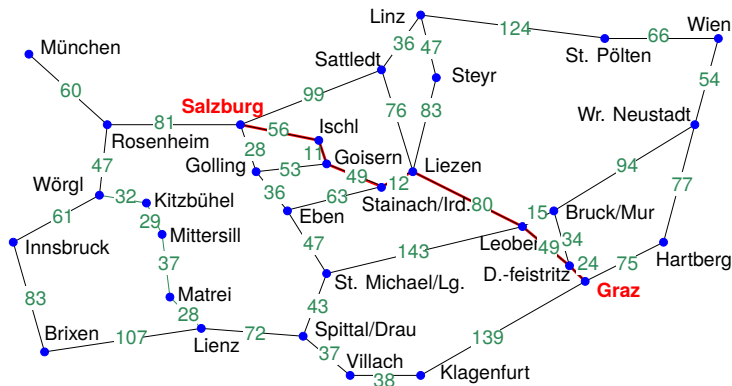 Linz
124
Wien
36
47
St. Pölten
66
München
Sattledt
Steyr
54
60
99
76
83
Salzburg
Wr. Neustadt
81
56
Ischl
Rosenheim
28
11
Goisern
Liezen
94
47
Golling
53
49
12
77
Wörgl
32
Kitzbühel
36
63
Stainach/Ird.
80
15
Bruck/Mur
61
29
Eben
Leoben
Innsbruck
Mittersill
47
143
49
34
Hartberg
37
St. Michael/Lg.
D.-feistritz
24
75
83
Matrei
43
Graz
28
Brixen
107
Lienz
72
Spittal/Drau
139
37
Villach
38
Klagenfurt